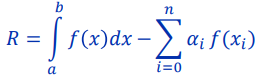 R = ∫_a^b f(x)dx − ∑_{i=0}^n α_i f(x_i)